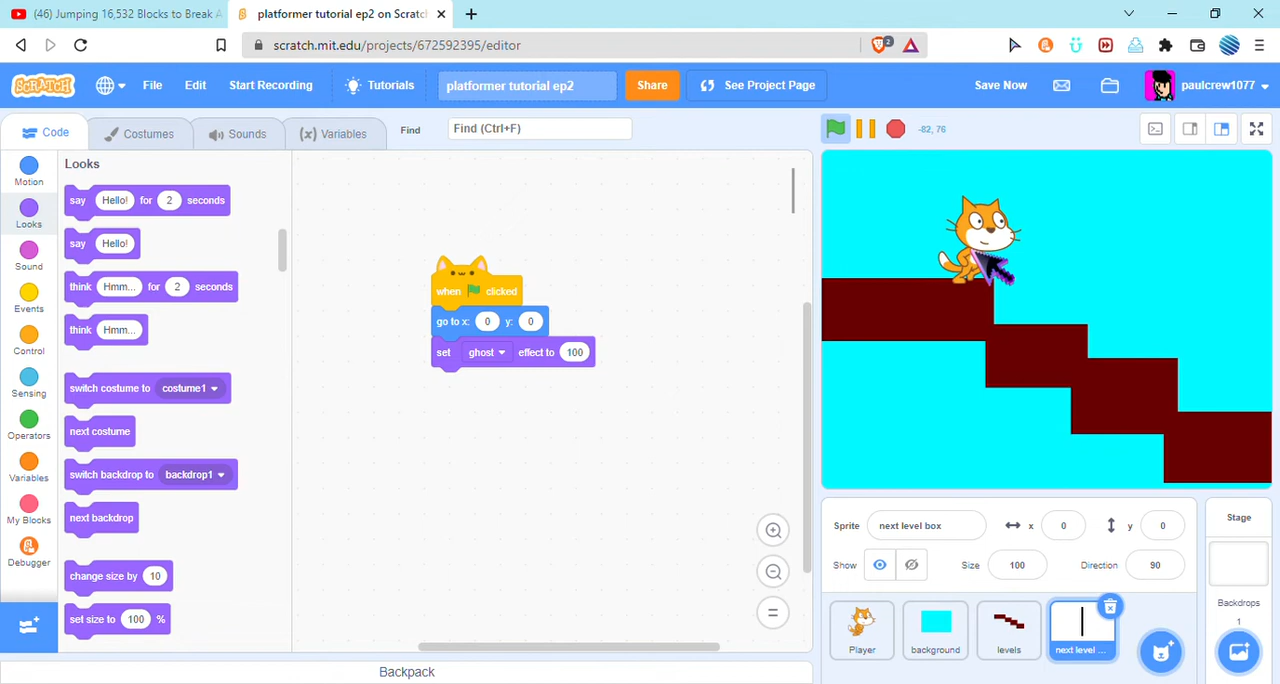 (46) Jumping 16,532 Blocks to Break A
platformer tutorial ep2 on Scratch
scratch.mit.edu/projects/672592395/editor
2
SCRATCH
File
Edit
Start Recording
Tutorials
platformer tutorial ep2
Share
See Project Page
Save Now
paulcrew1077
Code
Costumes
Sounds
(x) Variables
Find
Find (Ctrl+F)
-82, 76
Motion
Looks
Sound
Events
Control
Sensing
Operators
Variables
My Blocks
Debugger
Looks
say Hello! for 2 seconds
say Hello!
think Hmm... for 2 seconds
think Hmm...
switch costume to costume1
next costume
switch backdrop to backdrop1
next backdrop
change size by 10
set size to 100 %
when clicked
go to x: 0 y: 0
set ghost effect to 100
Backpack
Sprite next level box x 0 y 0
Show Size 100 Direction 90
Player
background
levels
next level ...
Stage
Backdrops
1